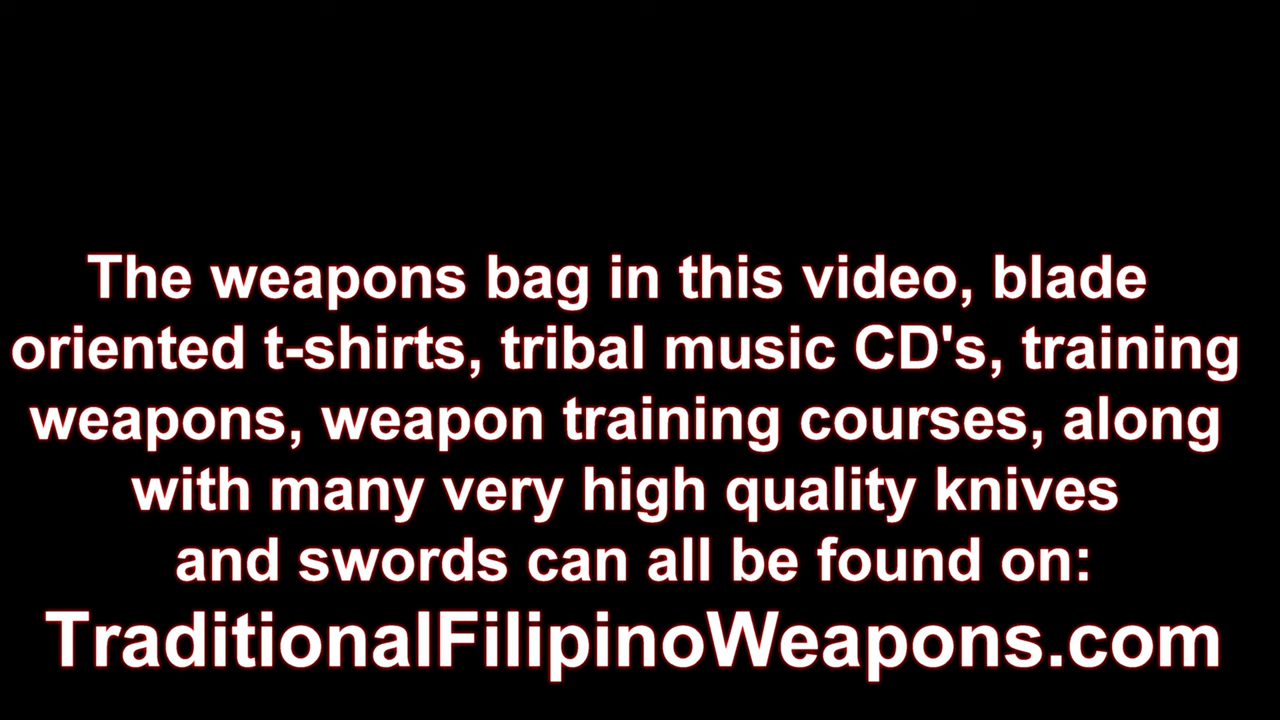 The weapons bag in this video, blade
oriented t-shirts, tribal music CD's, training
weapons, weapon training courses, along
with many very high quality knives
and swords can all be found on:
TraditionalFilipinoWeapons.com